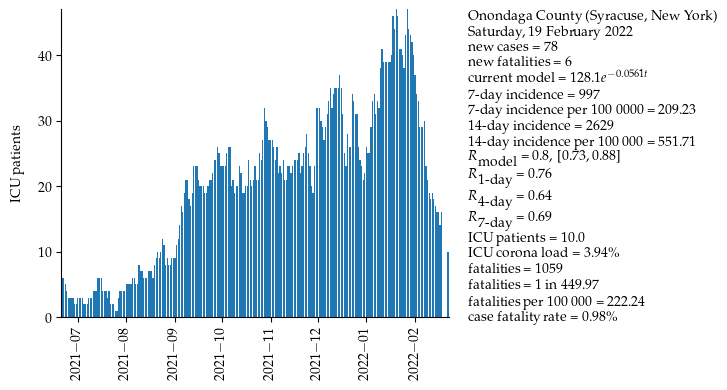 Onondaga County (Syracuse, New York)
Saturday, 19 February 2022
new cases = 78
new fatalities = 6
current model = 128.1e^{−0.0561t}
7-day incidence = 997
7-day incidence per 100 0000 = 209.23
14-day incidence = 2629
14-day incidence per 100 000 = 551.71
R_model = 0.8, [0.73, 0.88]
R_1-day = 0.76
R_4-day = 0.64
R_7-day = 0.69
ICU patients = 10.0
ICU corona load = 3.94%
fatalities = 1059
fatalities = 1 in 449.97
fatalities per 100 000 = 222.24
case fatality rate = 0.98%
ICU patients
40
30
20
10
0
2021−07
2021−08
2021−09
2021−10
2021−11
2021−12
2022−01
2022−02